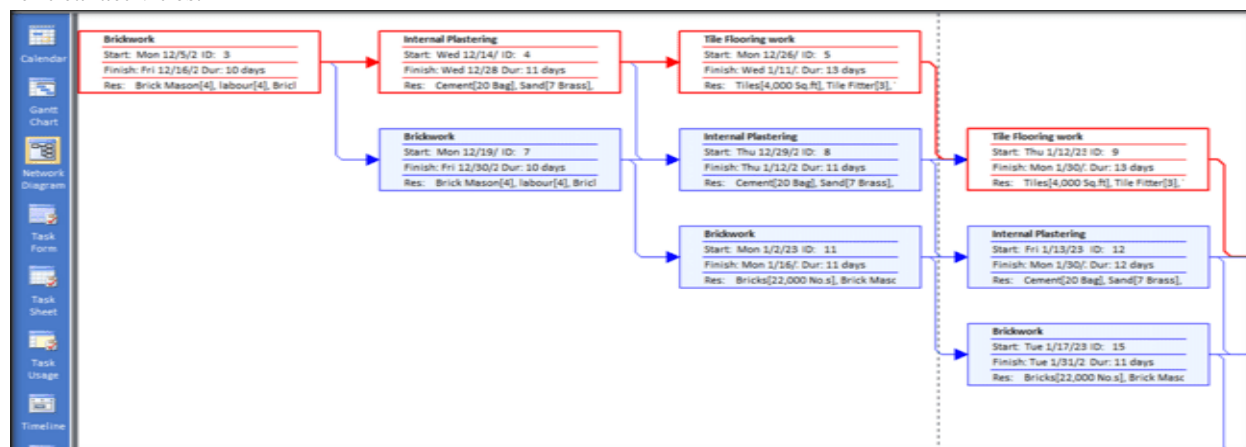 Calendar
Gantt
Chart
Network
Diagram
Task
Form
Task
Sheet
Task
Usage
Timeline
Brickwork
Start: Mon 12/5/2 ID: 3
Finish: Fri 12/16/2 Dur: 10 days
Res: Brick Mason[4], labour[4], Bricl
Internal Plastering
Start: Wed 12/14/ ID: 4
Finish: Wed 12/28 Dur: 11 days
Res: Cement[20 Bag], Sand[7 Brass],
Tile Flooring work
Start: Mon 12/26/ ID: 5
Finish: Wed 1/11/: Dur: 13 days
Res: Tiles[4,000 Sq.ft], Tile Fitter[3],
Brickwork
Start: Mon 12/19/ ID: 7
Finish: Fri 12/30/2 Dur: 10 days
Res: Brick Mason[4], labour[4], Bricl
Internal Plastering
Start: Thu 12/29/2 ID: 8
Finish: Thu 1/12/2 Dur: 11 days
Res: Cement[20 Bag], Sand[7 Brass],
Tile Flooring work
Start: Thu 1/12/23 ID: 9
Finish: Mon 1/30/: Dur: 13 days
Res: Tiles[4,000 Sq.ft], Tile Fitter[3],
Brickwork
Start: Mon 1/2/23 ID: 11
Finish: Mon 1/16/: Dur: 11 days
Res: Bricks[22,000 No.s], Brick Masc
Internal Plastering
Start: Fri 1/13/23 ID: 12
Finish: Mon 1/30/: Dur: 12 days
Res: Cement[20 Bag], Sand[7 Brass],
Brickwork
Start: Tue 1/17/23 ID: 15
Finish: Tue 1/31/2 Dur: 11 days
Res: Bricks[22,000 No.s], Brick Masc